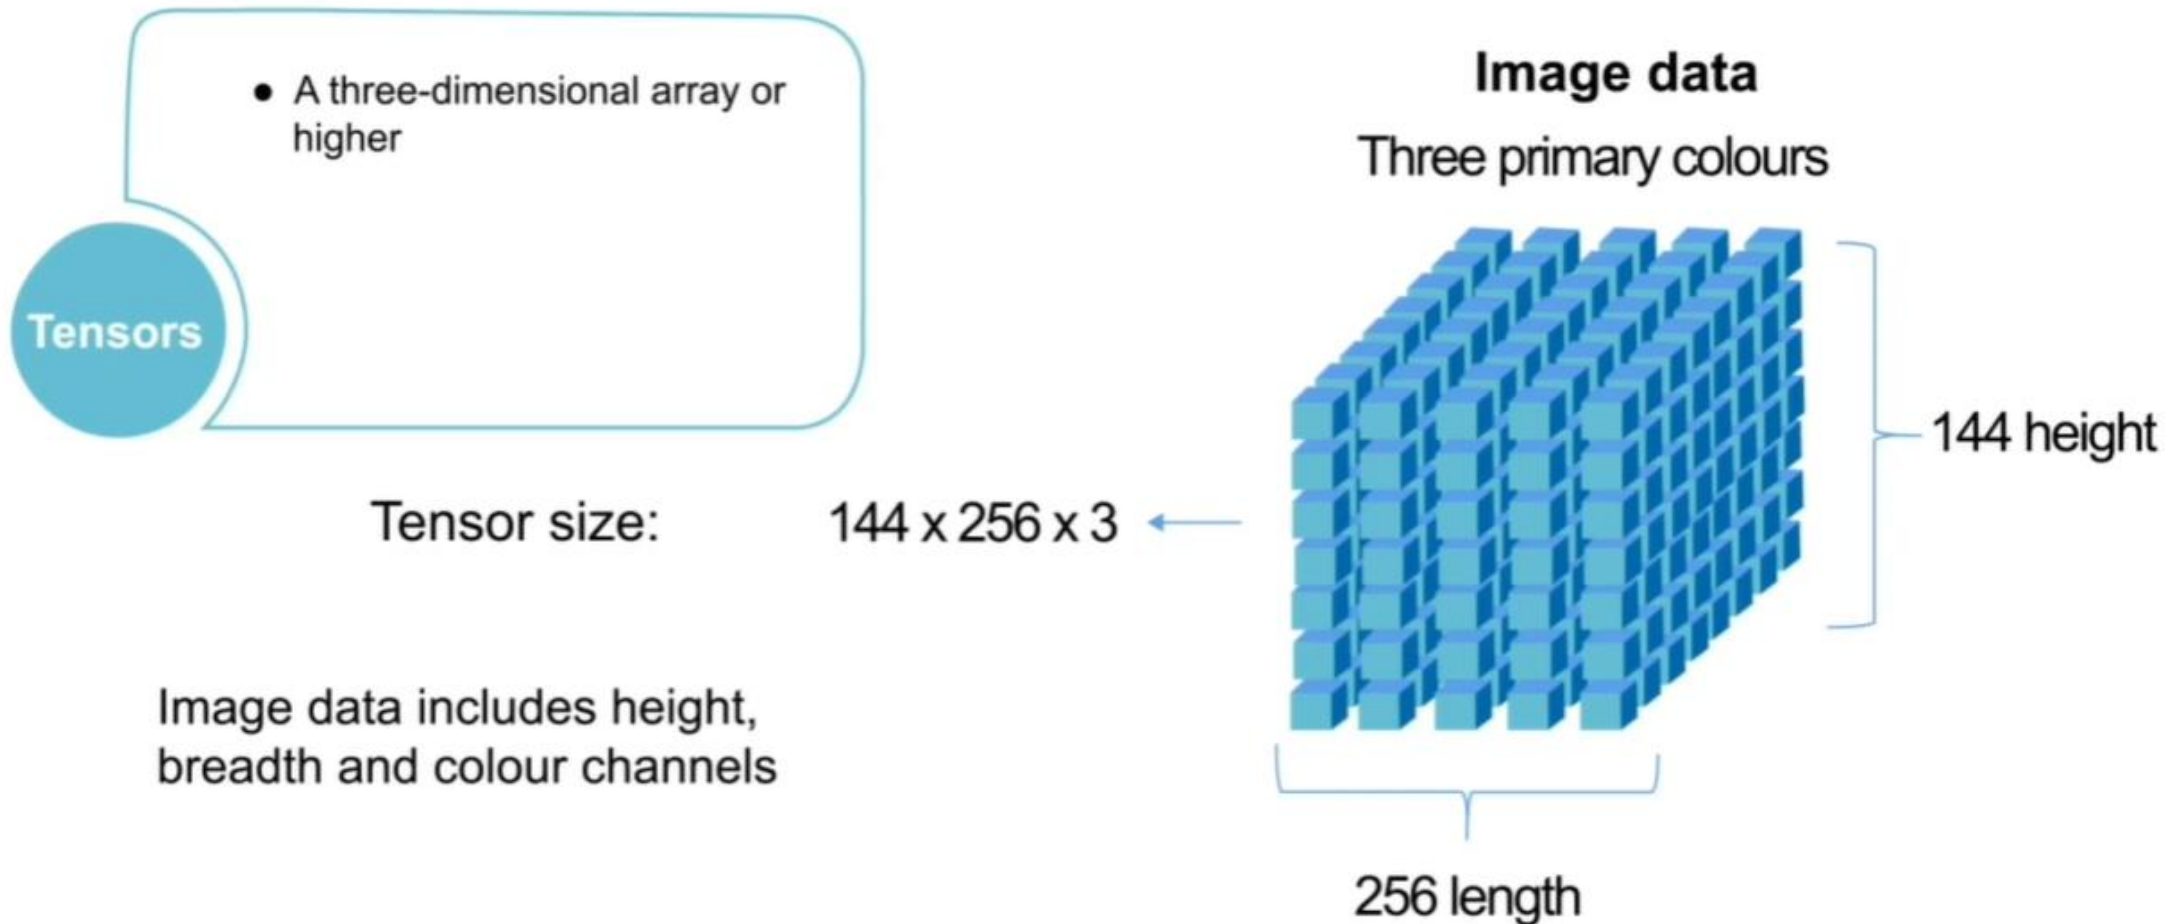 ● A three-dimensional array or
higher
Tensors
Image data
Three primary colours
144 height
Tensor size: 144 x 256 x 3
Image data includes height,
breadth and colour channels
256 length